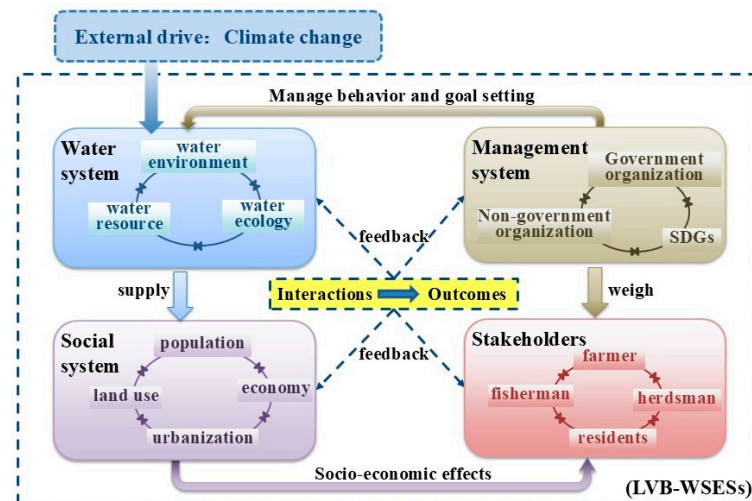 External drive: Climate change
Manage behavior and goal setting
Water
system
water
environment
water
resource
water
ecology
Management
system
Government
organization
Non-government
organization
SDGs
feedback
supply
Interactions
Outcomes
weigh
feedback
Social
system
population
land use
economy
urbanization
Stakeholders
farmer
fisherman
herdsman
residents
Socio-economic effects
(LVB-WSESs)